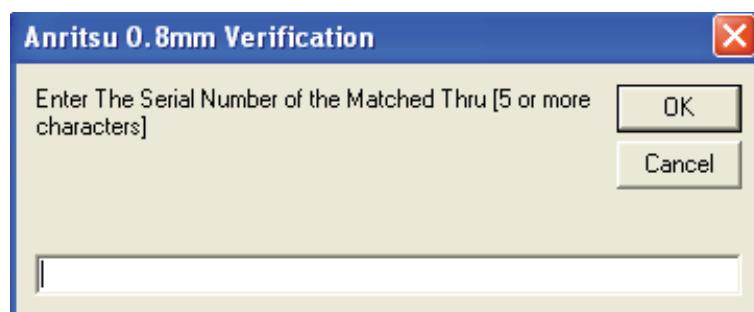 Anritsu 0.8mm Verification
Enter The Serial Number of the Matched Thru [5 or more
characters]
OK
Cancel